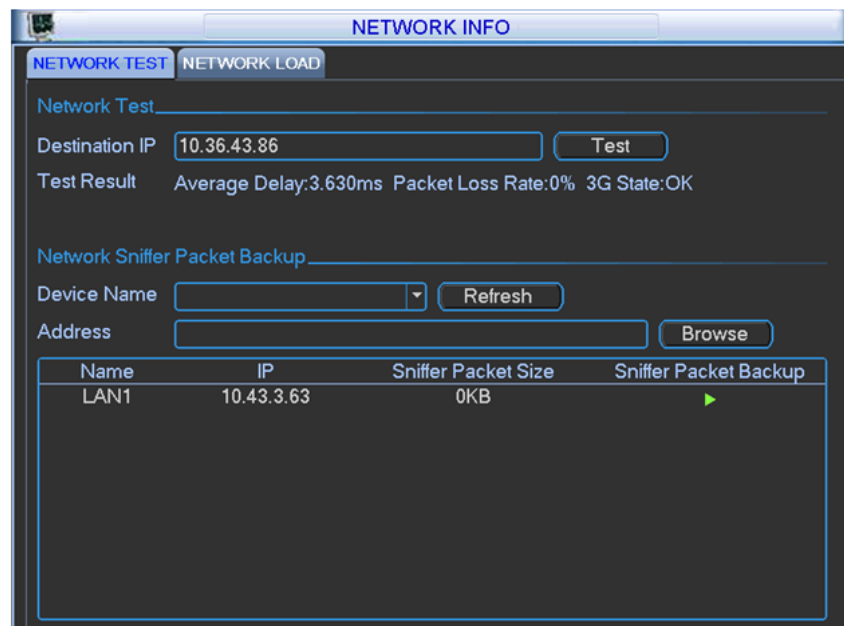 NETWORK INFO
NETWORK TEST NETWORK LOAD
Network Test
Destination IP 10.36.43.86 Test
Test Result Average Delay:3.630ms Packet Loss Rate:0% 3G State:OK
Network Sniffer Packet Backup
Device Name Refresh
Address Browse
Name IP Sniffer Packet Size Sniffer Packet Backup
LAN1 10.43.3.63 0KB